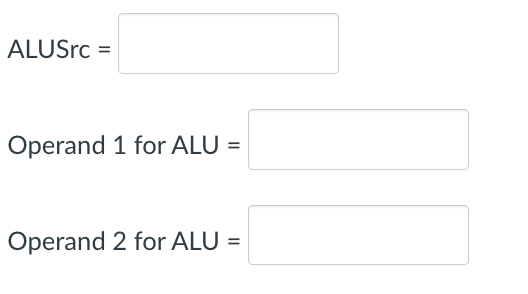 ALUSrc =
Operand 1 for ALU =
Operand 2 for ALU =